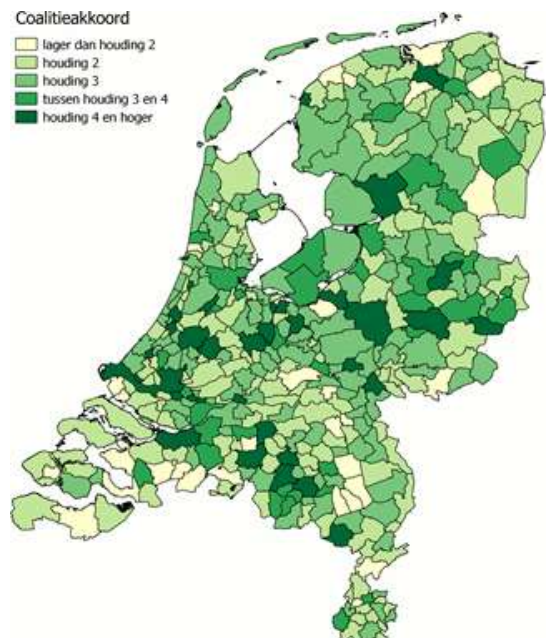 Coalitieakkoord
lager dan houding 2
houding 2
houding 3
tussen houding 3 en 4
houding 4 en hoger